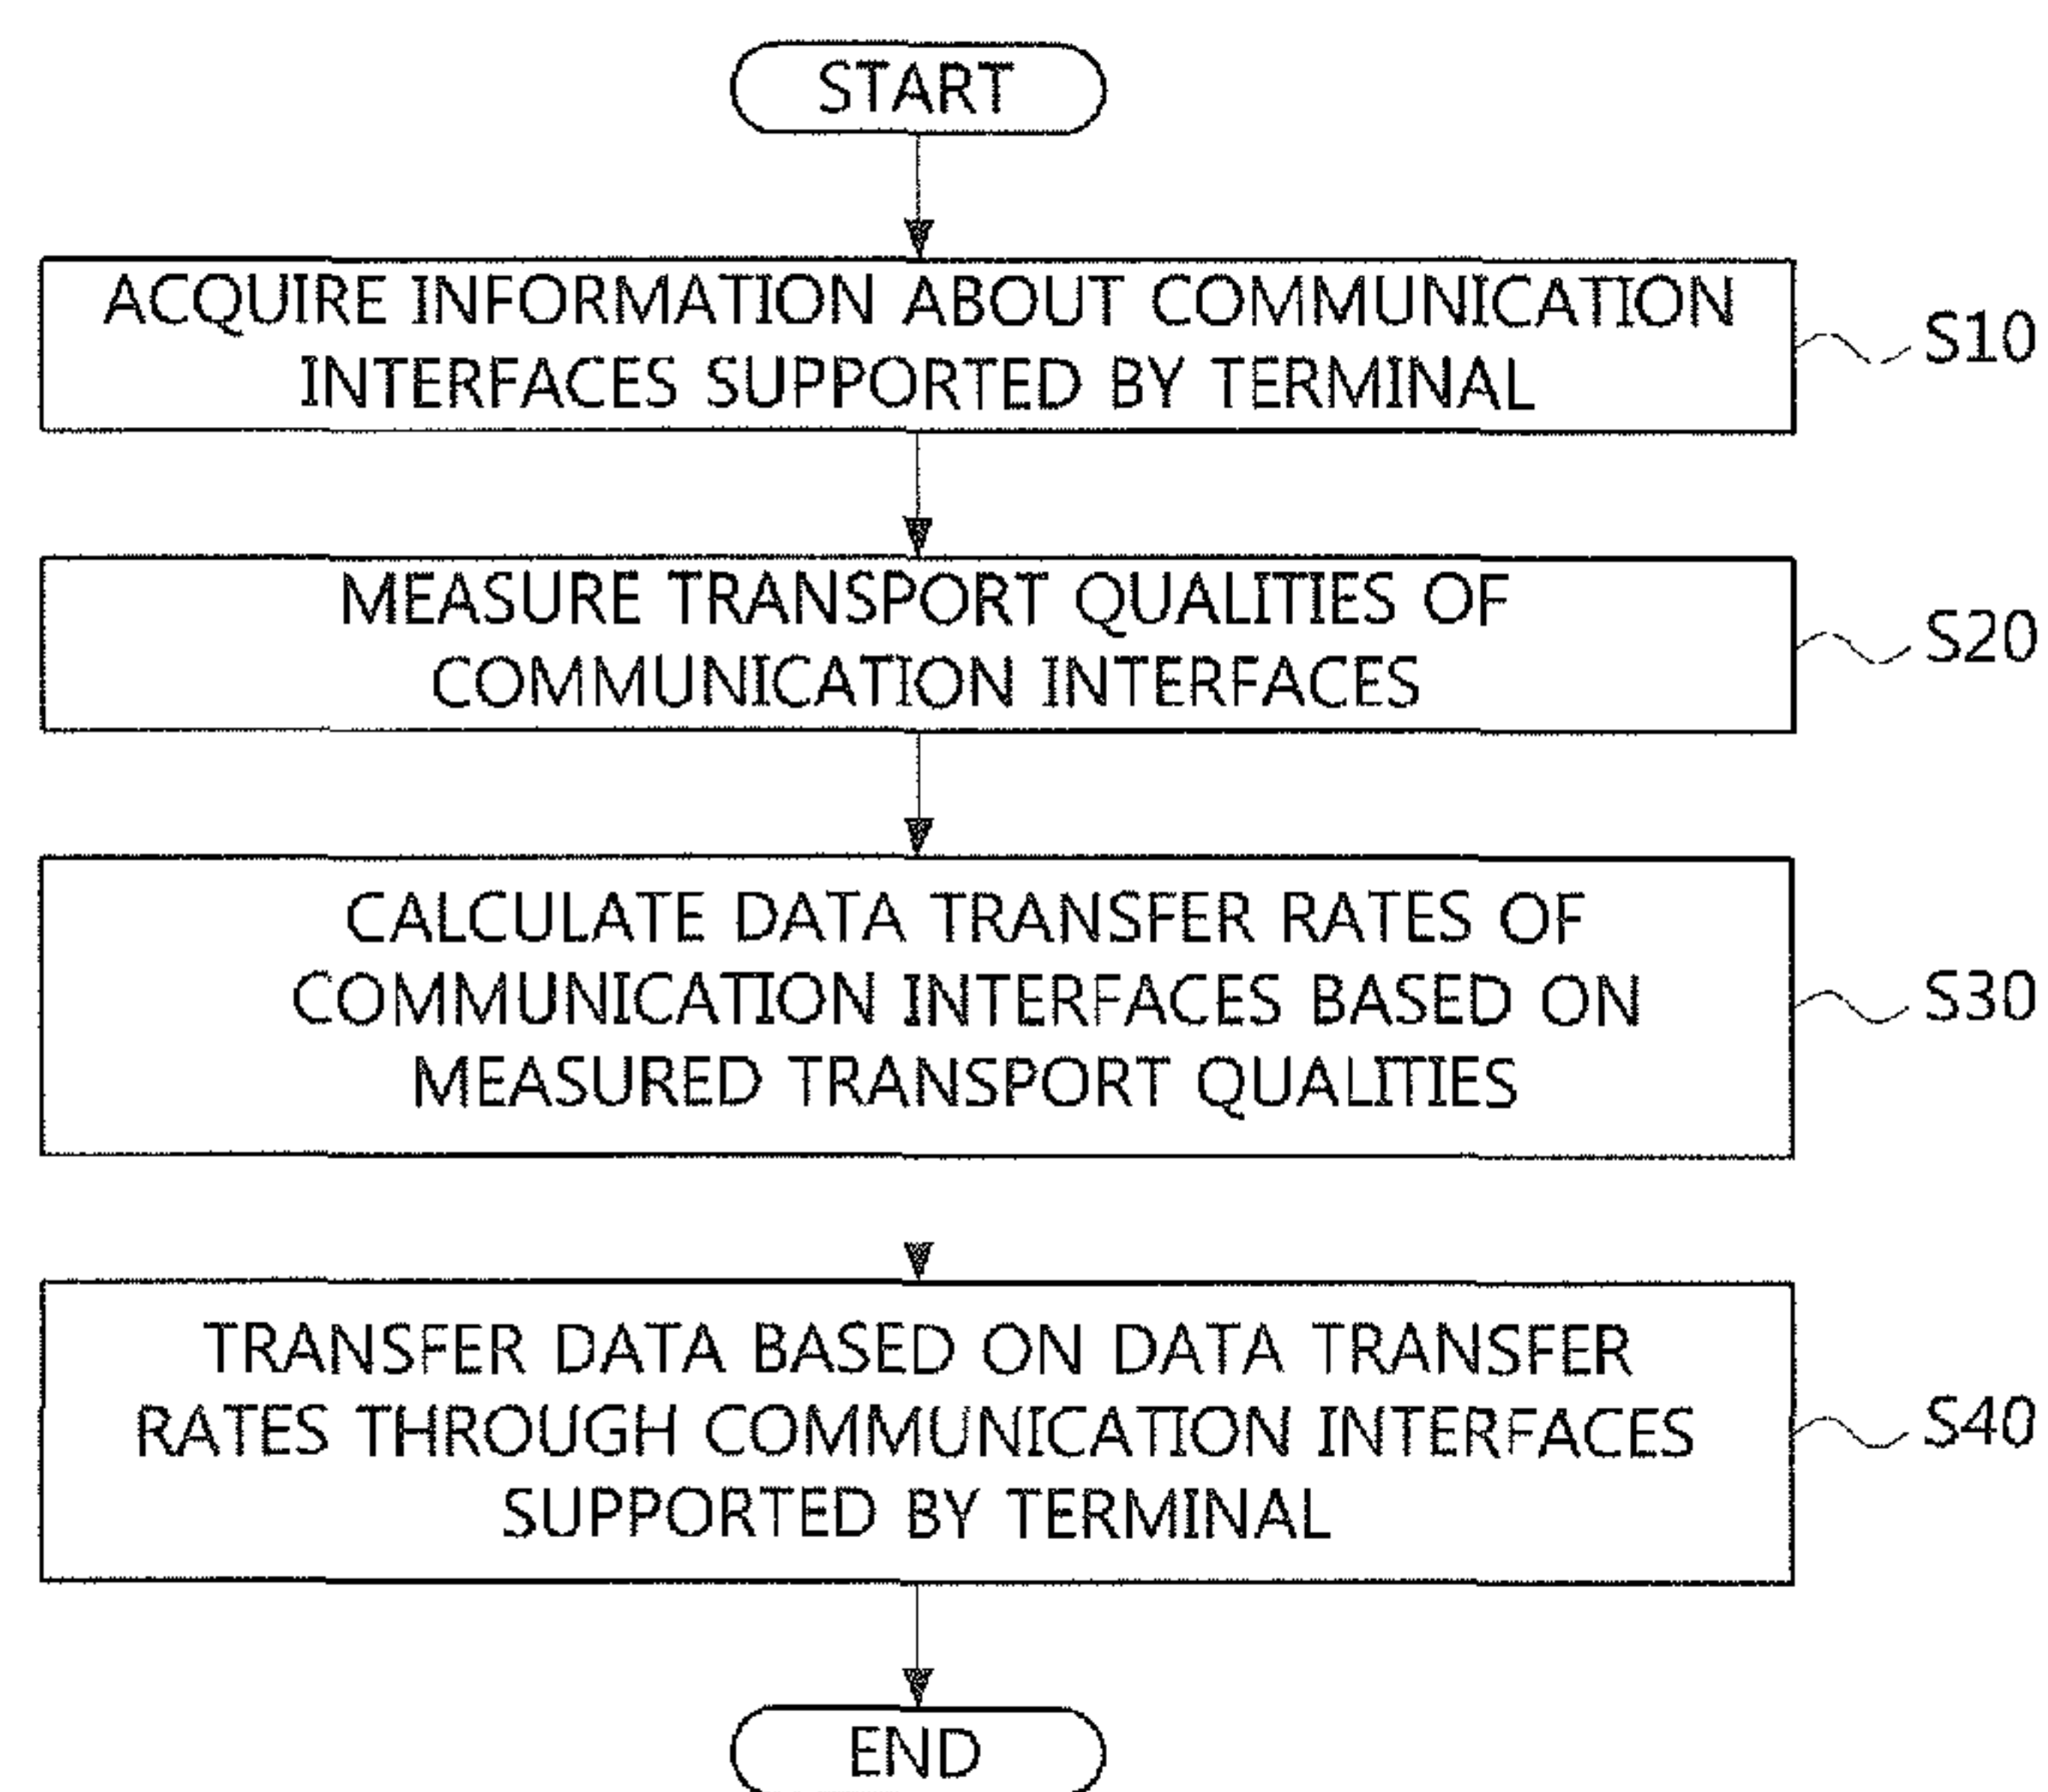 START
ACQUIRE INFORMATION ABOUT COMMUNICATION
INTERFACES SUPPORTED BY TERMINAL
S10
MEASURE TRANSPORT QUALITIES OF
COMMUNICATION INTERFACES
S20
CALCULATE DATA TRANSFER RATES OF
COMMUNICATION INTERFACES BASED ON
MEASURED TRANSPORT QUALITIES
S30
TRANSFER DATA BASED ON DATA TRANSFER
RATES THROUGH COMMUNICATION INTERFACES
SUPPORTED BY TERMINAL
S40
END